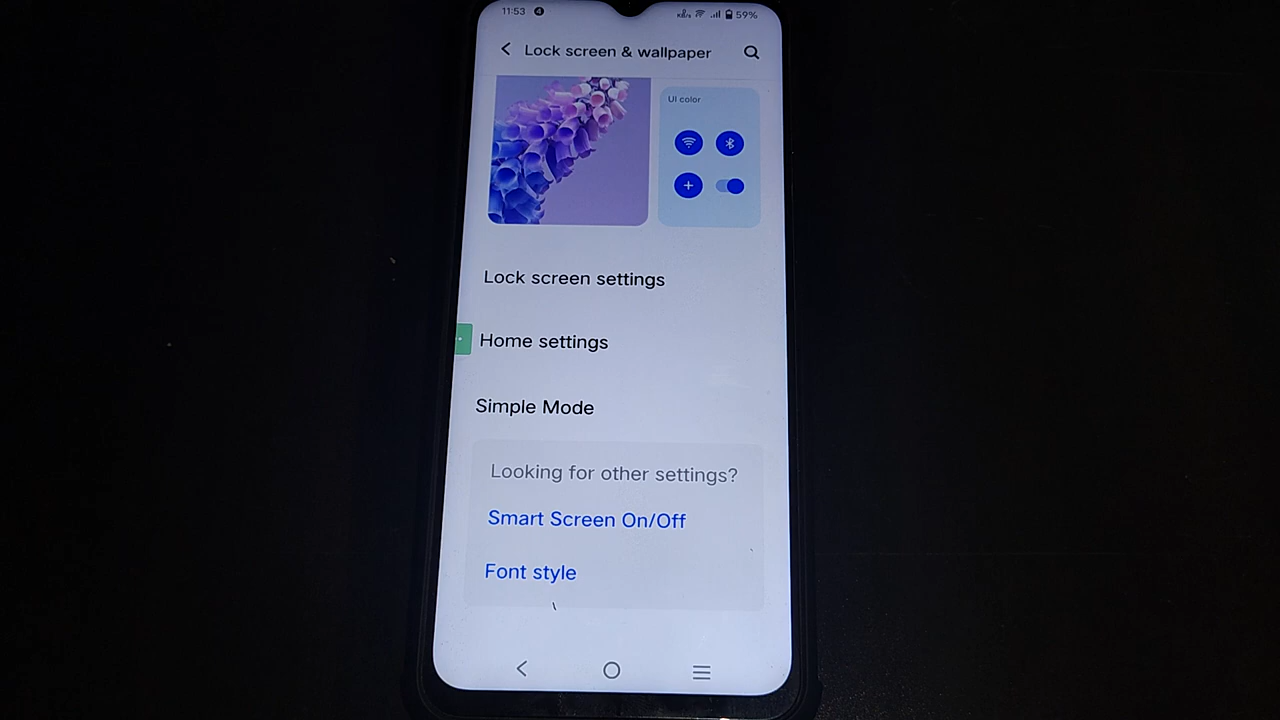 11:53 59%
Lock screen & wallpaper
UI color
Lock screen settings
Home settings
Simple Mode
Looking for other settings?
Smart Screen On/Off
Font style